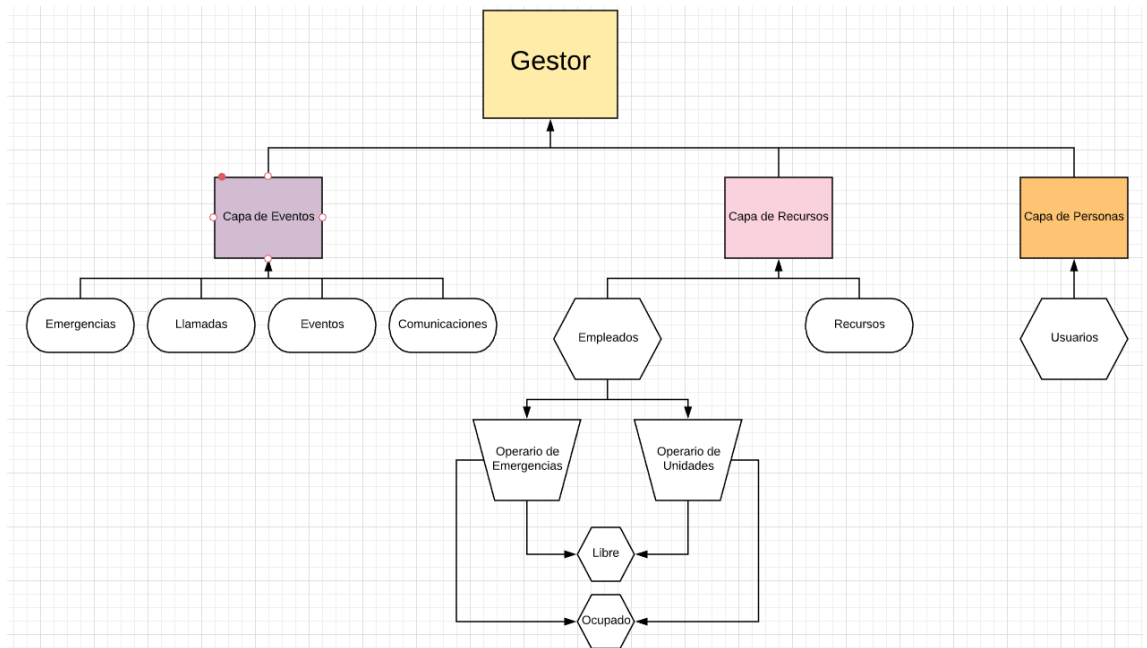 Gestor
Capa de Eventos
Capa de Recursos
Capa de Personas
Emergencias
Llamadas
Eventos
Comunicaciones
Empleados
Recursos
Usuarios
Operario de
Emergencias
Operario de
Unidades
Libre
Ocupado